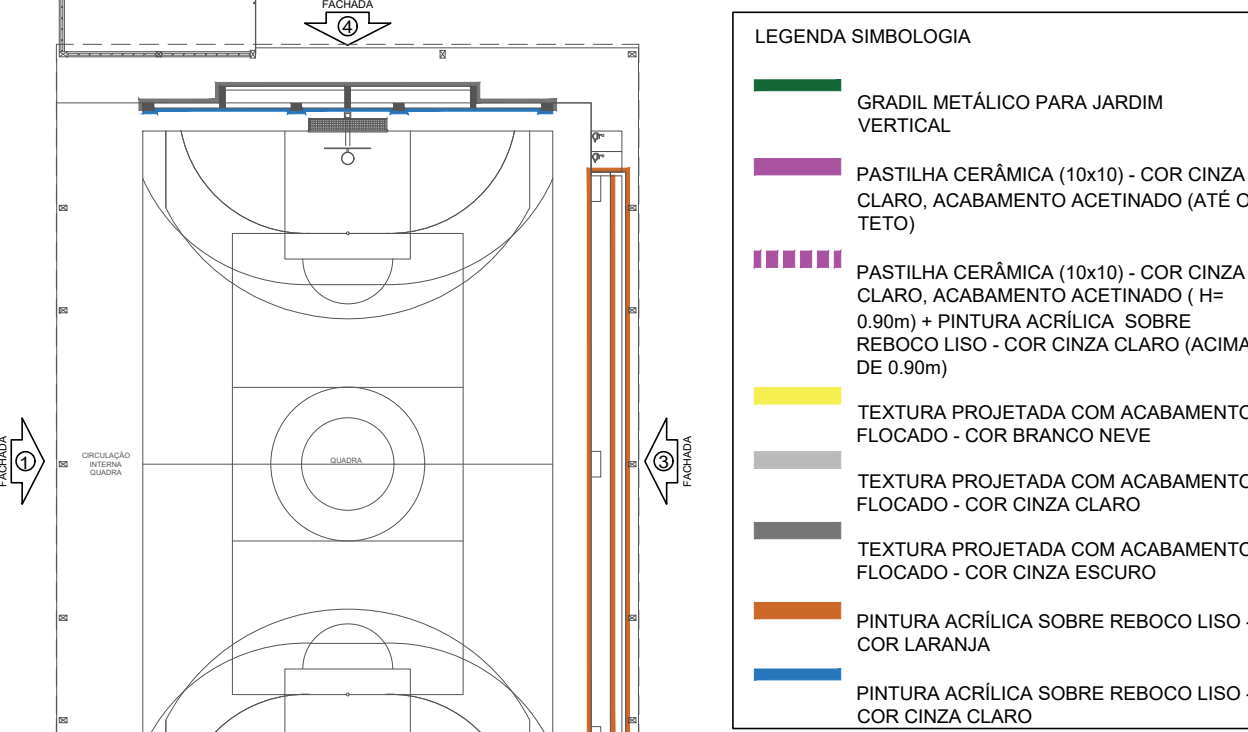 FACHADA
4
FACHADA
1
CIRCULAÇÃO
INTERNA
QUADRA
QUADRA
3
FACHADA
LEGENDA SIMBOLOGIA
GRADIL METÁLICO PARA JARDIM
VERTICAL
PASTILHA CERÂMICA (10x10) - COR CINZA
CLARO, ACABAMENTO ACETINADO (ATÉ O
TETO)
PASTILHA CERÂMICA (10x10) - COR CINZA
CLARO, ACABAMENTO ACETINADO ( H=
0.90m) + PINTURA ACRÍLICA SOBRE
REBOCO LISO - COR CINZA CLARO (ACIMA
DE 0.90m)
TEXTURA PROJETADA COM ACABAMENTO
FLOCADO - COR BRANCO NEVE
TEXTURA PROJETADA COM ACABAMENTO
FLOCADO - COR CINZA CLARO
TEXTURA PROJETADA COM ACABAMENTO
FLOCADO - COR CINZA ESCURO
PINTURA ACRÍLICA SOBRE REBOCO LISO -
COR LARANJA
PINTURA ACRÍLICA SOBRE REBOCO LISO -
COR CINZA CLARO